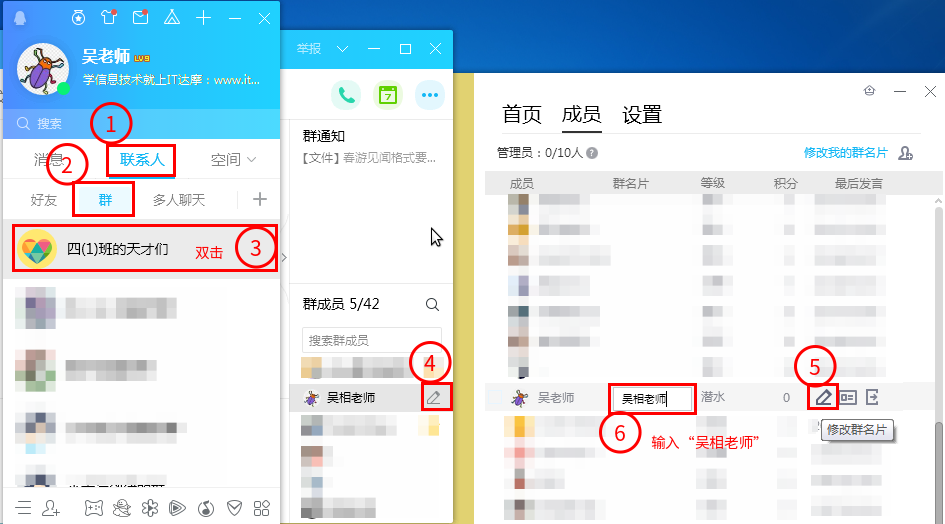 吴老师 LV9
学信息技术就上IT达摩：www.it...
搜索
1
消息
联系人
空间
2
好友
群
多人聊天
四(1)班的天才们
双击
3
举报
7
群通知
【文件】春游见闻格式要...
群成员 5/42
搜索群成员
4
吴相老师
首页
成员
设置
管理员：0/10人
?
修改我的群名片
成员
群名片
等级
积分
最后发言
5
吴老师
吴相老师
潜水
0
修改群名片
6
输入“吴相老师”